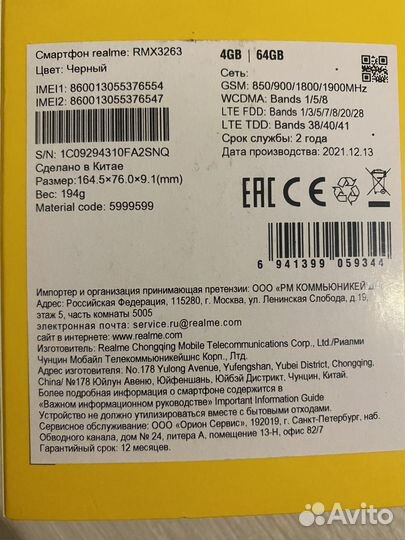 Смартфон realme: RMX3263
Цвет: Черный
IMEI1: 860013055376554
IMEI2: 860013055376547
S/N: 1C09294310FA2SNQ
Сделано в Китае
Размер:164.5×76.0×9.1(mm)
Вес: 194g
Material code: 5999599
4GB | 64GB
Сеть:
GSM: 850/900/1800/1900MHz
WCDMA: Bands 1/5/8
LTE FDD: Bands 1/3/5/7/8/20/28
LTE TDD: Bands 38/40/41
Срок службы: 2 года
Дата производства: 2021.12.13
EAC CE
6 941399 059344
Импортер и организация принимающая претензии: ООО «РМ КОММЬЮНИКЕЙ
Адрес: Российская Федерация, 115280, г. Москва, ул. Ленинская Слобода, д.19,
этаж 5, часть комнаты 5005
электронная почты: service.ru@realme.com
сайт в интернете: www.realme.com
Изготовитель: Realme Chongqing Mobile Telecommunications Corp., Ltd./Риалми
Чунцин Мобайл Телекоммьюникейшнс Корп., Лтд.
Адрес изготовителя: No.178 Yulong Avenue, Yufengshan, Yubei District, Chongqing,
China/ №178 Юйлун Авеню, Юйфеншань, Юйбэй Дистрикт, Чунцин, Китай.
Более подробная информация о смартфоне содержится в
«Важном информационном руководстве» Important Information Guide
Устройство не должно утилизироваться вместе с бытовыми отходами.
Сервисное обслуживание: ООО «Орион Сервис», 192019, г. Санкт-Петербург, наб.
Обводного канала, дом № 24, литера А, помещение 13-Н, офис 82/7
Гарантийный срок: 12 месяцев.
Avito